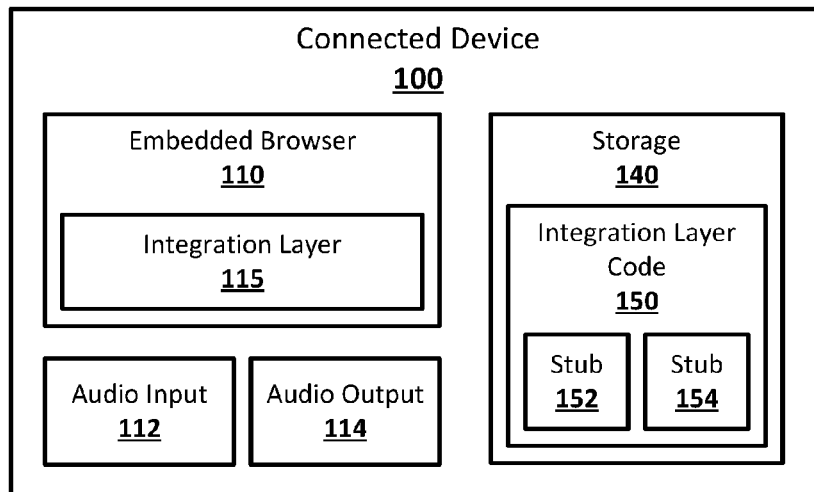 Connected Device
100
Embedded Browser
110
Integration Layer
115
Audio Input
112
Audio Output
114
Storage
140
Integration Layer
Code
150
Stub
152
Stub
154